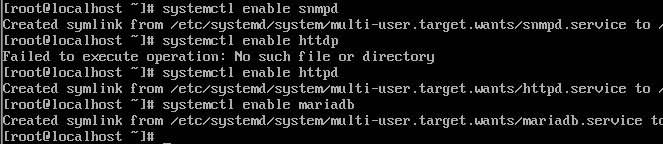 [root@localhost ~]# systemctl enable snmpd
Created symlink from /etc/systemd/system/multi-user.target.wants/snmpd.service to /
[root@localhost ~]# systemctl enable httdp
Failed to execute operation: No such file or directory
[root@localhost ~]# systemctl enable httpd
Created symlink from /etc/systemd/system/multi-user.target.wants/httpd.service to /
[root@localhost ~]# systemctl enable mariadb
Created symlink from /etc/systemd/system/multi-user.target.wants/mariadb.service to
[root@localhost ~]#